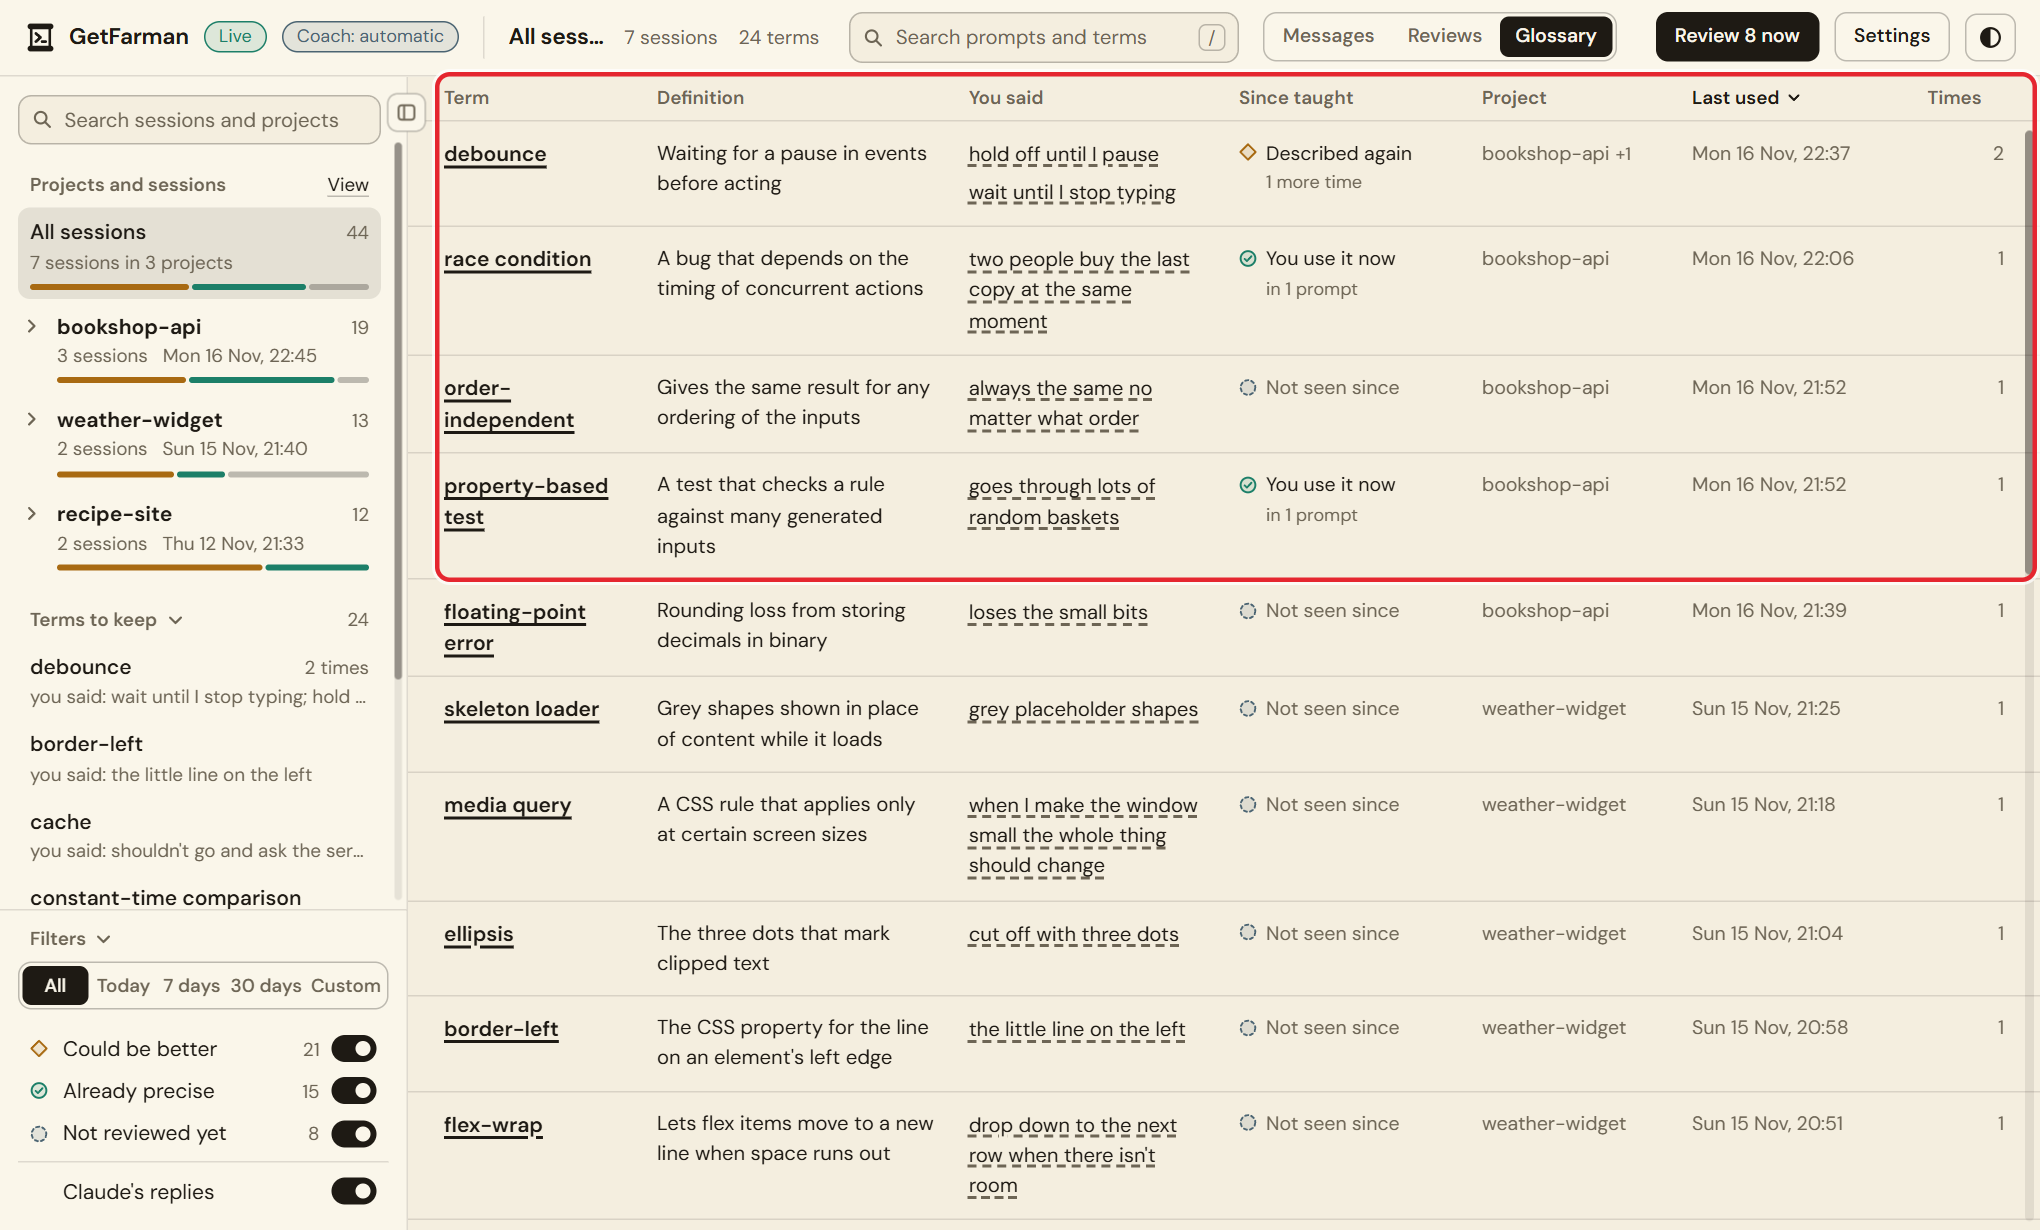 GetFarman
Live
Coach: automatic
All sess...
7 sessions
24 terms
Search prompts and terms
/
Messages
Reviews
Glossary
Review 8 now
Settings
Search sessions and projects
Projects and sessions
View
All sessions
44
7 sessions in 3 projects
bookshop-api
19
3 sessions
Mon 16 Nov, 22:45
weather-widget
13
2 sessions
Sun 15 Nov, 21:40
recipe-site
12
2 sessions
Thu 12 Nov, 21:33
Terms to keep
24
debounce
2 times
you said: wait until I stop typing; hold ...
border-left
you said: the little line on the left
cache
you said: shouldn't go and ask the ser...
constant-time comparison
Filters
All
Today
7 days
30 days
Custom
Could be better
21
Already precise
15
Not reviewed yet
8
Claude's replies
Term
Definition
You said
Since taught
Project
Last used
Times
debounce
Waiting for a pause in events
before acting
hold off until I pause
wait until I stop typing
Described again
1 more time
bookshop-api +1
Mon 16 Nov, 22:37
2
race condition
A bug that depends on the
timing of concurrent actions
two people buy the last
copy at the same
moment
You use it now
in 1 prompt
bookshop-api
Mon 16 Nov, 22:06
1
order-
independent
Gives the same result for any
ordering of the inputs
always the same no
matter what order
Not seen since
bookshop-api
Mon 16 Nov, 21:52
1
property-based
test
A test that checks a rule
against many generated
inputs
goes through lots of
random baskets
You use it now
in 1 prompt
bookshop-api
Mon 16 Nov, 21:52
1
floating-point
error
Rounding loss from storing
decimals in binary
loses the small bits
Not seen since
bookshop-api
Mon 16 Nov, 21:39
1
skeleton loader
Grey shapes shown in place
of content while it loads
grey placeholder shapes
Not seen since
weather-widget
Sun 15 Nov, 21:25
1
media query
A CSS rule that applies only
at certain screen sizes
when I make the window
small the whole thing
should change
Not seen since
weather-widget
Sun 15 Nov, 21:18
1
ellipsis
The three dots that mark
clipped text
cut off with three dots
Not seen since
weather-widget
Sun 15 Nov, 21:04
1
border-left
The CSS property for the line
on an element's left edge
the little line on the left
Not seen since
weather-widget
Sun 15 Nov, 20:58
1
flex-wrap
Lets flex items move to a new
line when space runs out
drop down to the next
row when there isn't
room
Not seen since
weather-widget
Sun 15 Nov, 20:51
1